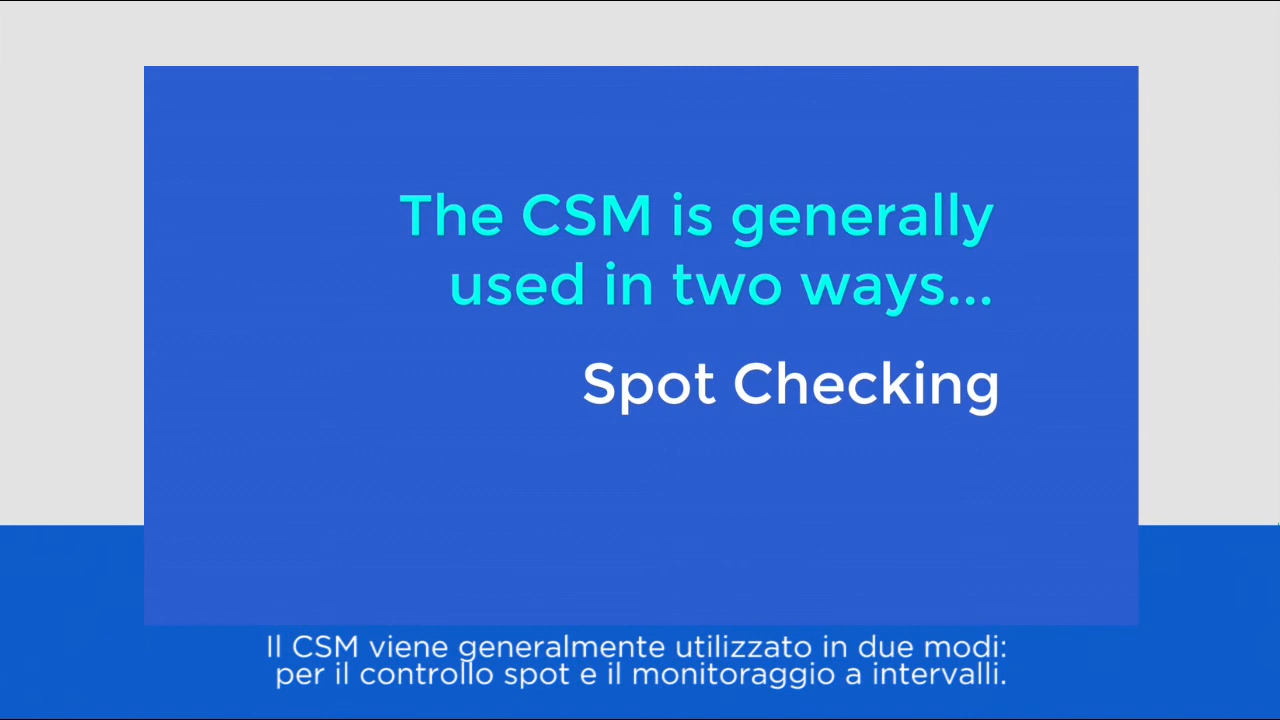 The CSM is generally
used in two ways...
Spot Checking
Il CSM viene generalmente utilizzato in due modi:
per il controllo spot e il monitoraggio a intervalli.